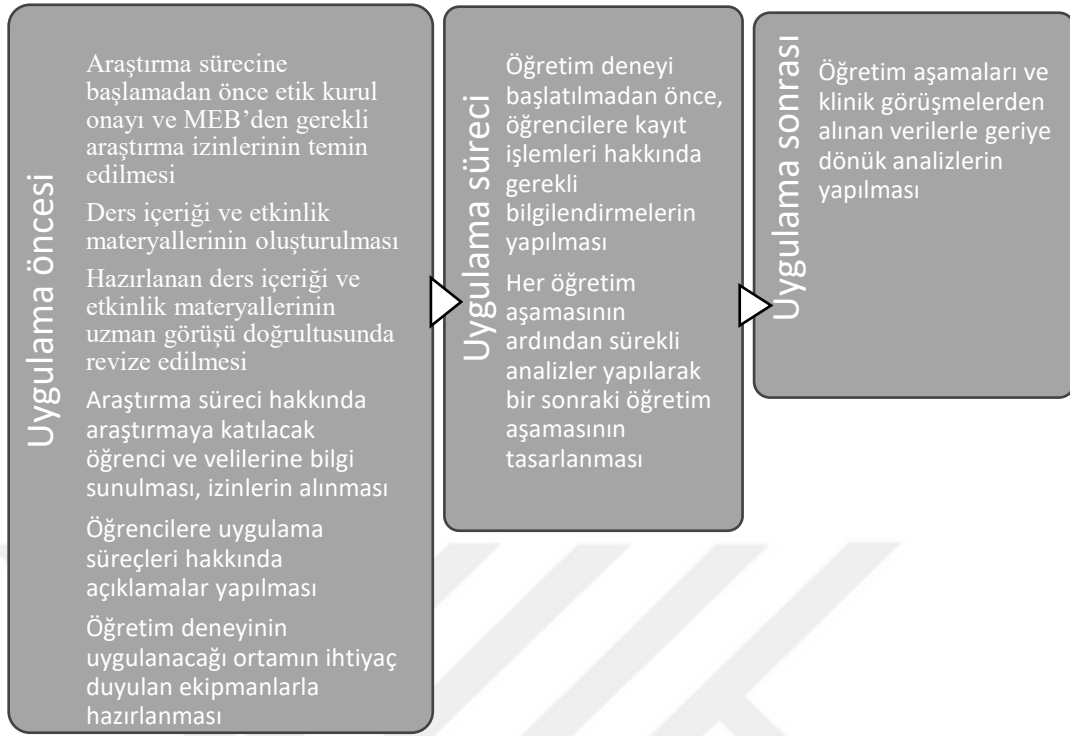 Uygulama öncesi
Araştırma sürecine
başlamadan önce etik kurul
onayı ve MEB’den gerekli
araştırma izinlerinin temin
edilmesi
Ders içeriği ve etkinlik
materyallerinin oluşturulması
Hazırlanan ders içeriği ve
etkinlik materyallerinin
uzman görüşü doğrultusunda
revize edilmesi
Araştırma süreci hakkında
araştırmaya katılacak
öğrenci ve velilerine bilgi
sunulması, izinlerin alınması
Öğrencilere uygulama
süreçleri hakkında
açıklamalar yapılması
Öğretim deneyinin
uygulanacağı ortamın ihtiyaç
duyulan ekipmanlarla
hazırlanması
Uygulama süreci
Öğretim deneyi
başlatılmadan önce,
öğrencilere kayıt
işlemleri hakkında
gerekli
bilgilendirmelerin
yapılması
Her öğretim
aşamasının
ardından sürekli
analizler yapılarak
bir sonraki öğretim
aşamasının
tasarlanması
Uygulama sonrası
Öğretim aşamaları ve
klinik görüşmelerden
alınan verilerle geriye
dönük analizlerin
yapılması